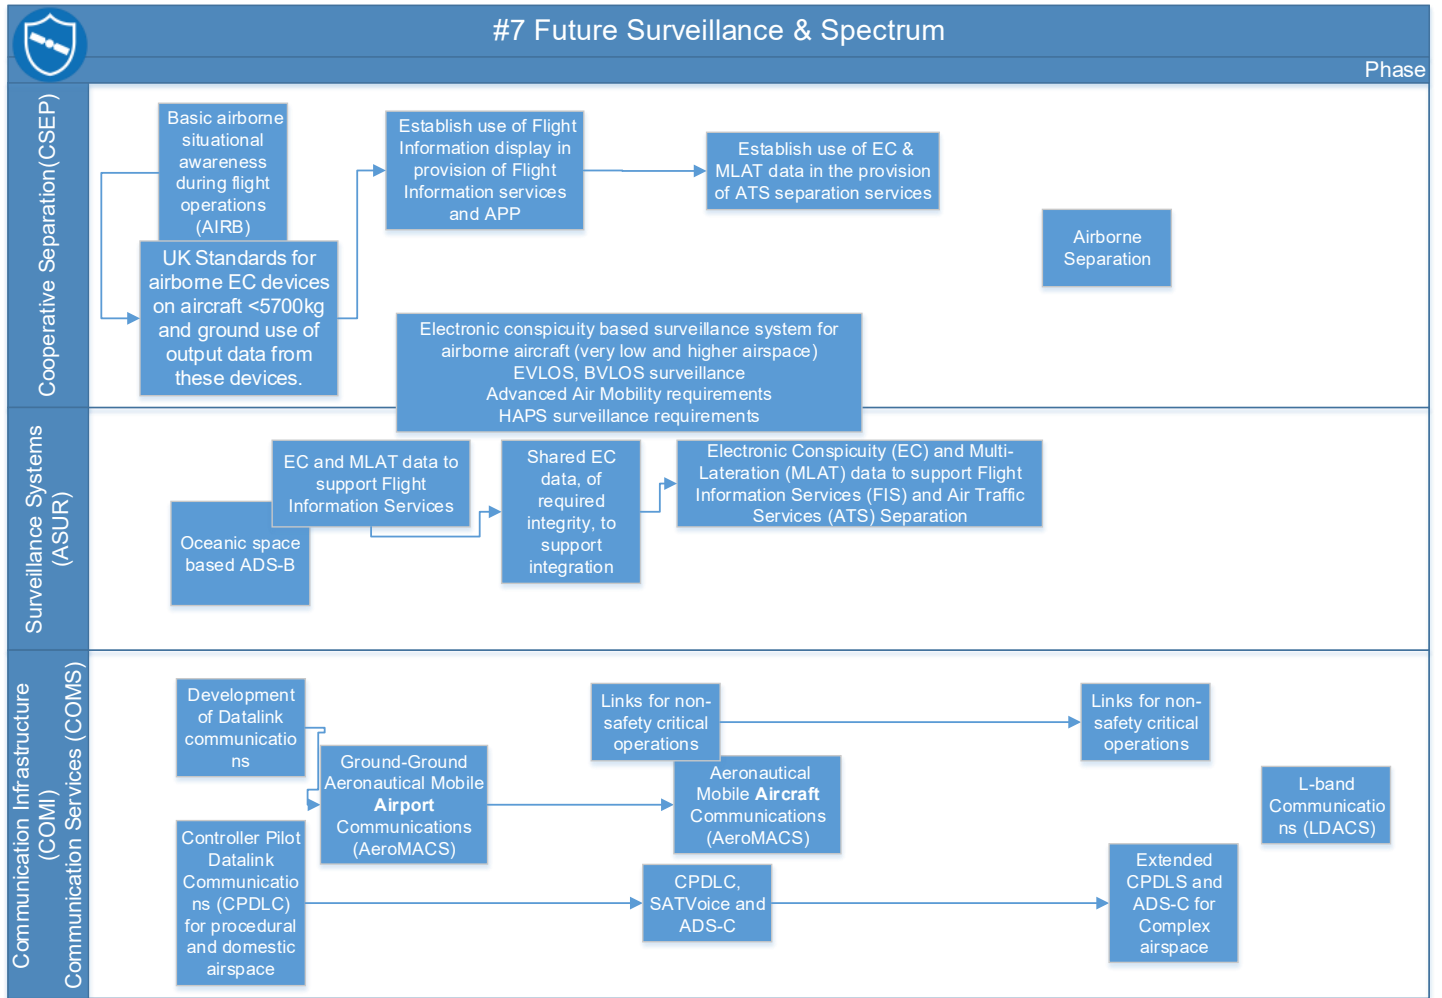 #7 Future Surveillance & Spectrum
Phase
Cooperative Separation(CSEP)
Basic airborne
situational
awareness
during flight
operations
(AIRB)
UK Standards for
airborne EC devices
on aircraft <5700kg
and ground use of
output data from
these devices.
Establish use of Flight
Information display in
provision of Flight
Information services
and APP
Establish use of EC &
MLAT data in the provision
of ATS separation services
Airborne
Separation
Electronic conspicuity based surveillance system for
airborne aircraft (very low and higher airspace)
EVLOS, BVLOS surveillance
Advanced Air Mobility requirements
HAPS surveillance requirements
Surveillance Systems
(ASUR)
Oceanic space
based ADS-B
EC and MLAT data to
support Flight
Information Services
Shared EC
data, of
required
integrity, to
support
integration
Electronic Conspicuity (EC) and Multi-
Lateration (MLAT) data to support Flight
Information Services (FIS) and Air Traffic
Services (ATS) Separation
Communication Infrastructure
(COMI)
Communication Services (COMS)
Development
of Datalink
communicatio
ns
Ground-Ground
Aeronautical Mobile
Airport
Communications
(AeroMACS)
Links for non-
safety critical
operations
Aeronautical
Mobile Aircraft
Communications
(AeroMACS)
Links for non-
safety critical
operations
L-band
Communicatio
ns (LDACS)
Controller Pilot
Datalink
Communicatio
ns (CPDLC)
for procedural
and domestic
airspace
CPDLC,
SATVoice and
ADS-C
Extended
CPDLS and
ADS-C for
Complex
airspace